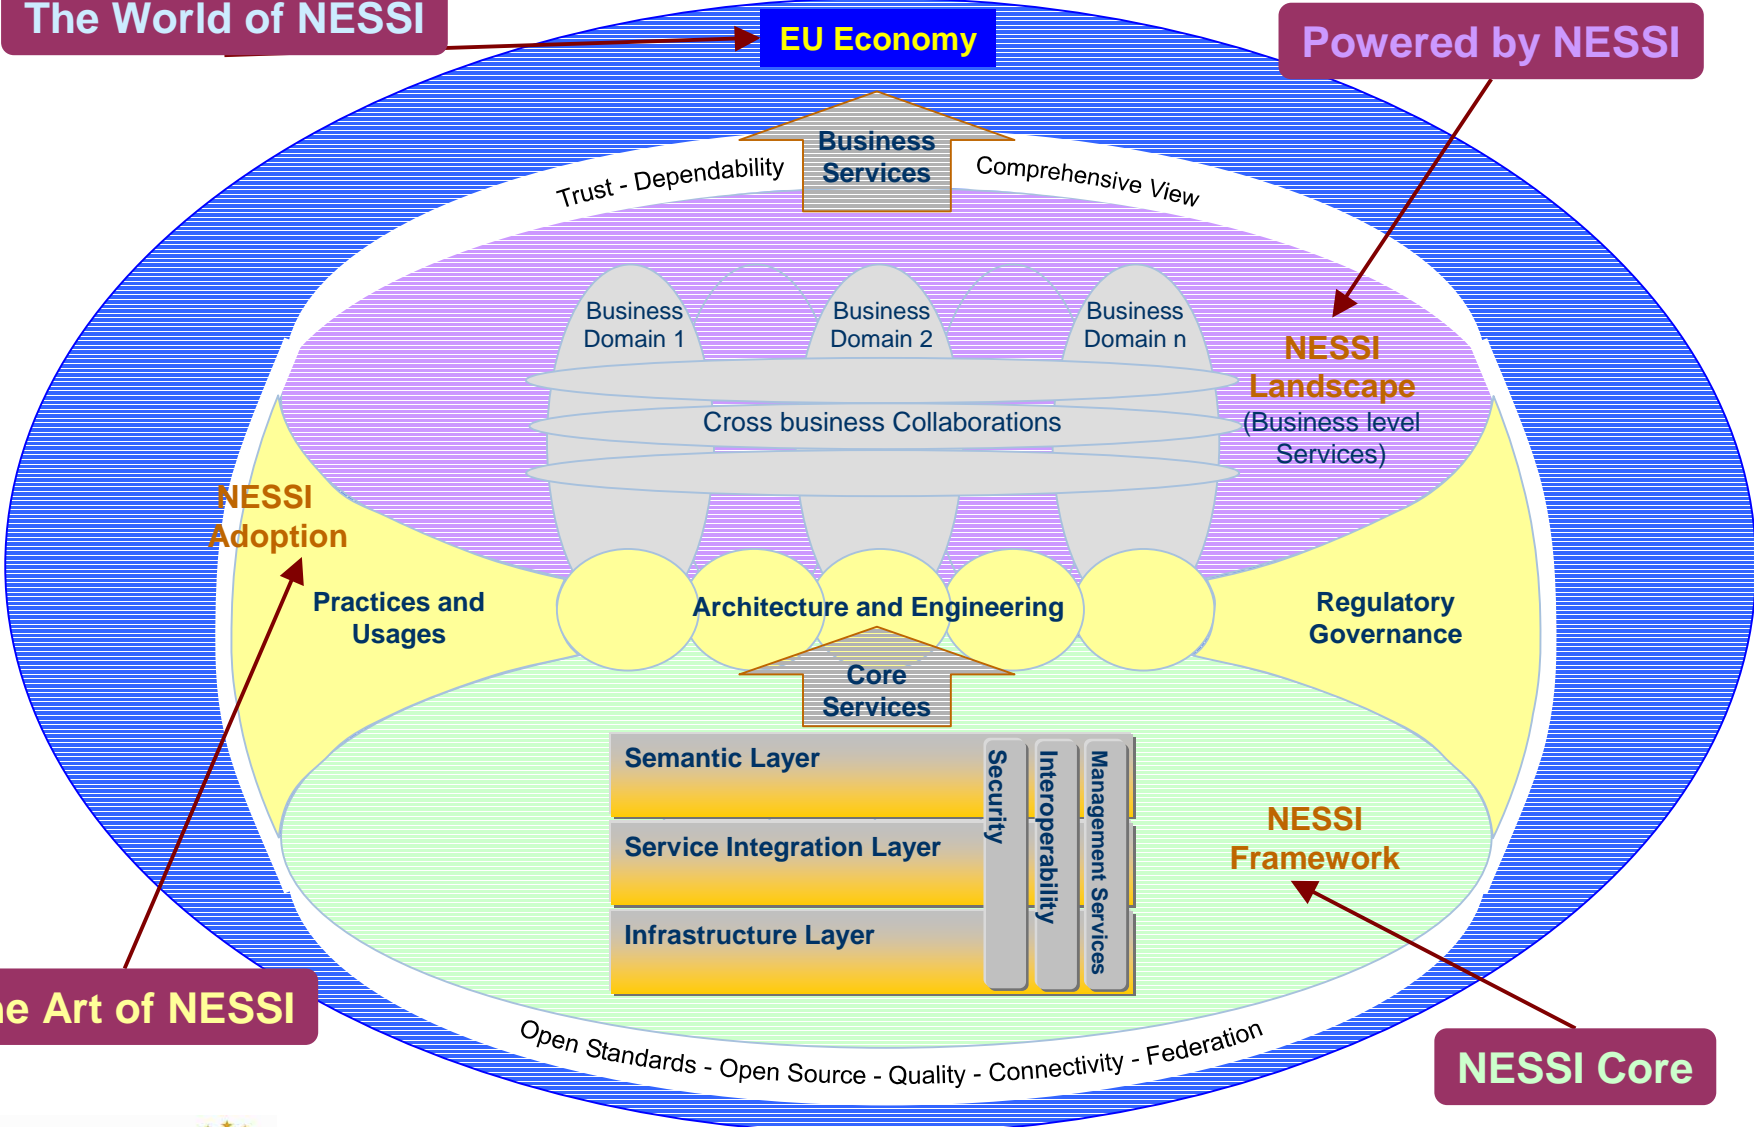 The World of NESSI
EU Economy
Powered by NESSI
Business
Services
Trust - Dependability
Comprehensive View
Business
Domain 1
Business
Domain 2
Business
Domain n
NESSI
Landscape
(Business level
Services)
Cross business Collaborations
NESSI
Adoption
Practices and
Usages
Architecture and Engineering
Regulatory
Governance
Core
Services
Semantic Layer
Service Integration Layer
Infrastructure Layer
Security
Interoperability
Management Services
NESSI
Framework
Art of NESSI
NESSI Core
Open Standards - Open Source - Quality - Connectivity - Federation